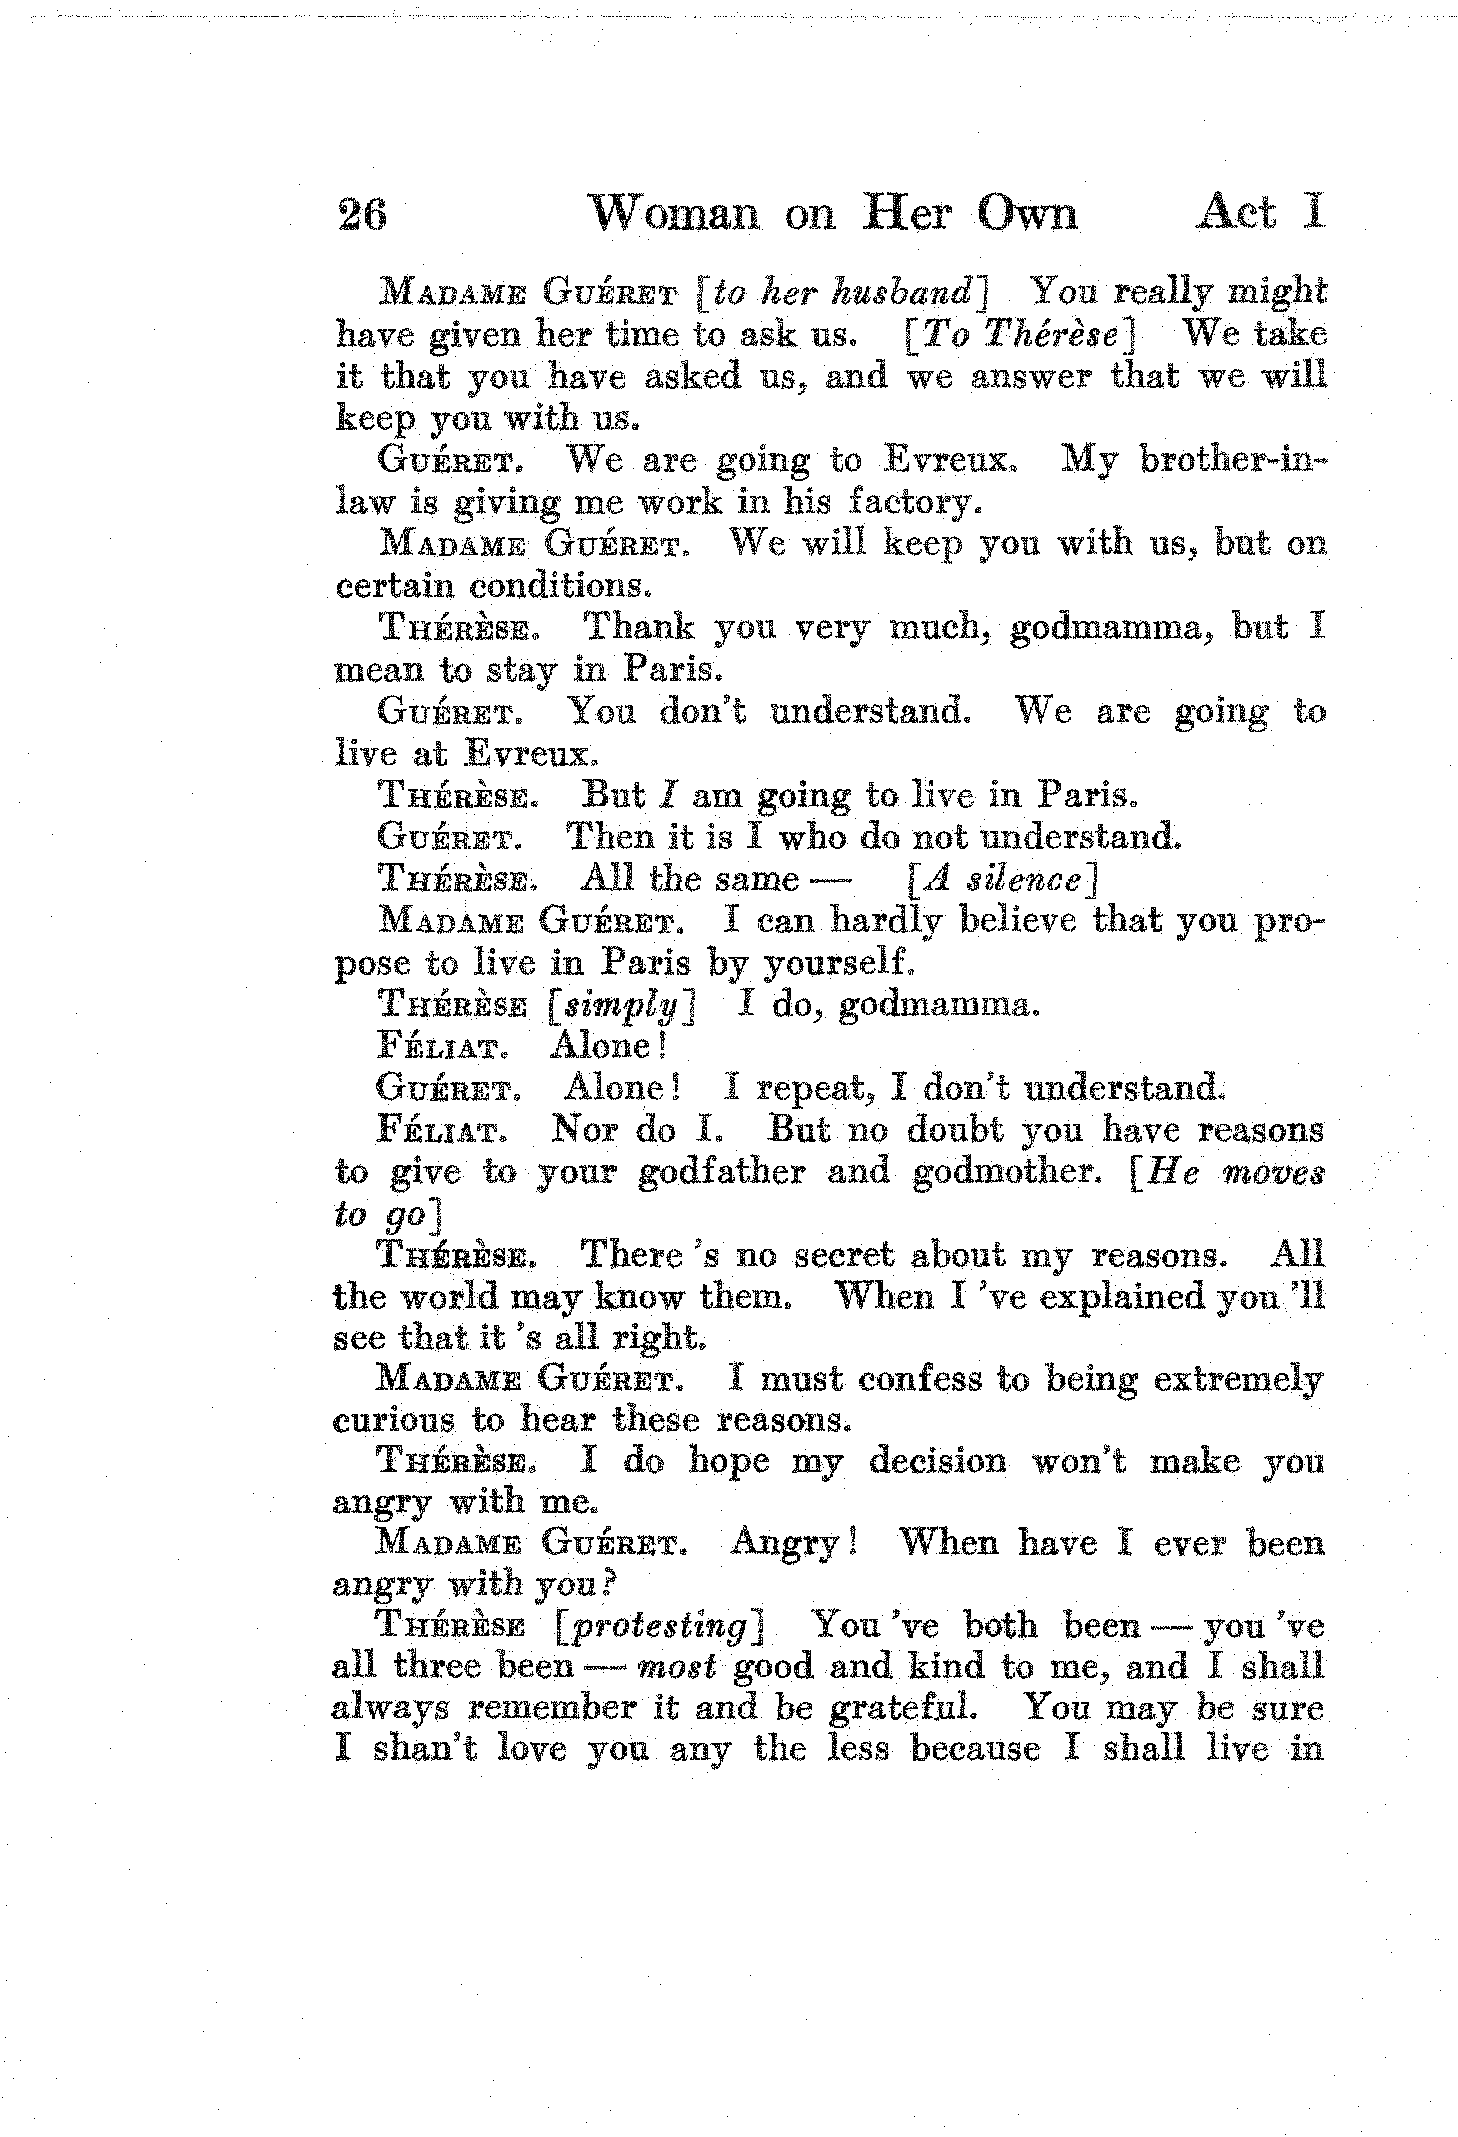 26 Woman on Her Own Act I
MADAME GUÉRET [to her husband] You really might
have given her time to ask us. [To Thérèse] We take
it that you have asked us, and we answer that we will
keep you with us.
GUÉRET. We are going to Evreux. My brother-in-
law is giving me work in his factory.
MADAME GUÉRET. We will keep you with us, but on
certain conditions.
THÉRÈSE. Thank you very much, godmamma, but I
mean to stay in Paris.
GUÉRET. You don't understand. We are going to
live at Evreux.
THÉRÈSE. But I am going to live in Paris.
GUÉRET. Then it is I who do not understand.
THÉRÈSE. All the same — [A silence]
MADAME GUÉRET. I can hardly believe that you pro-
pose to live in Paris by yourself.
THÉRÈSE [simply] I do, godmamma.
FÉLIAT. Alone!
GUÉRET. Alone! I repeat, I don't understand.
FÉLIAT. Nor do I. But no doubt you have reasons
to give to your godfather and godmother. [He moves
to go]
THÉRÈSE. There 's no secret about my reasons. All
the world may know them. When I 've explained you 'll
see that it 's all right.
MADAME GUÉRET. I must confess to being extremely
curious to hear these reasons.
THÉRÈSE. I do hope my decision won't make you
angry with me.
MADAME GUÉRET. Angry! When have I ever been
angry with you?
THÉRÈSE [protesting] You 've both been — you 've
all three been — most good and kind to me, and I shall
always remember it and be grateful. You may be sure
I shan't love you any the less because I shall live in